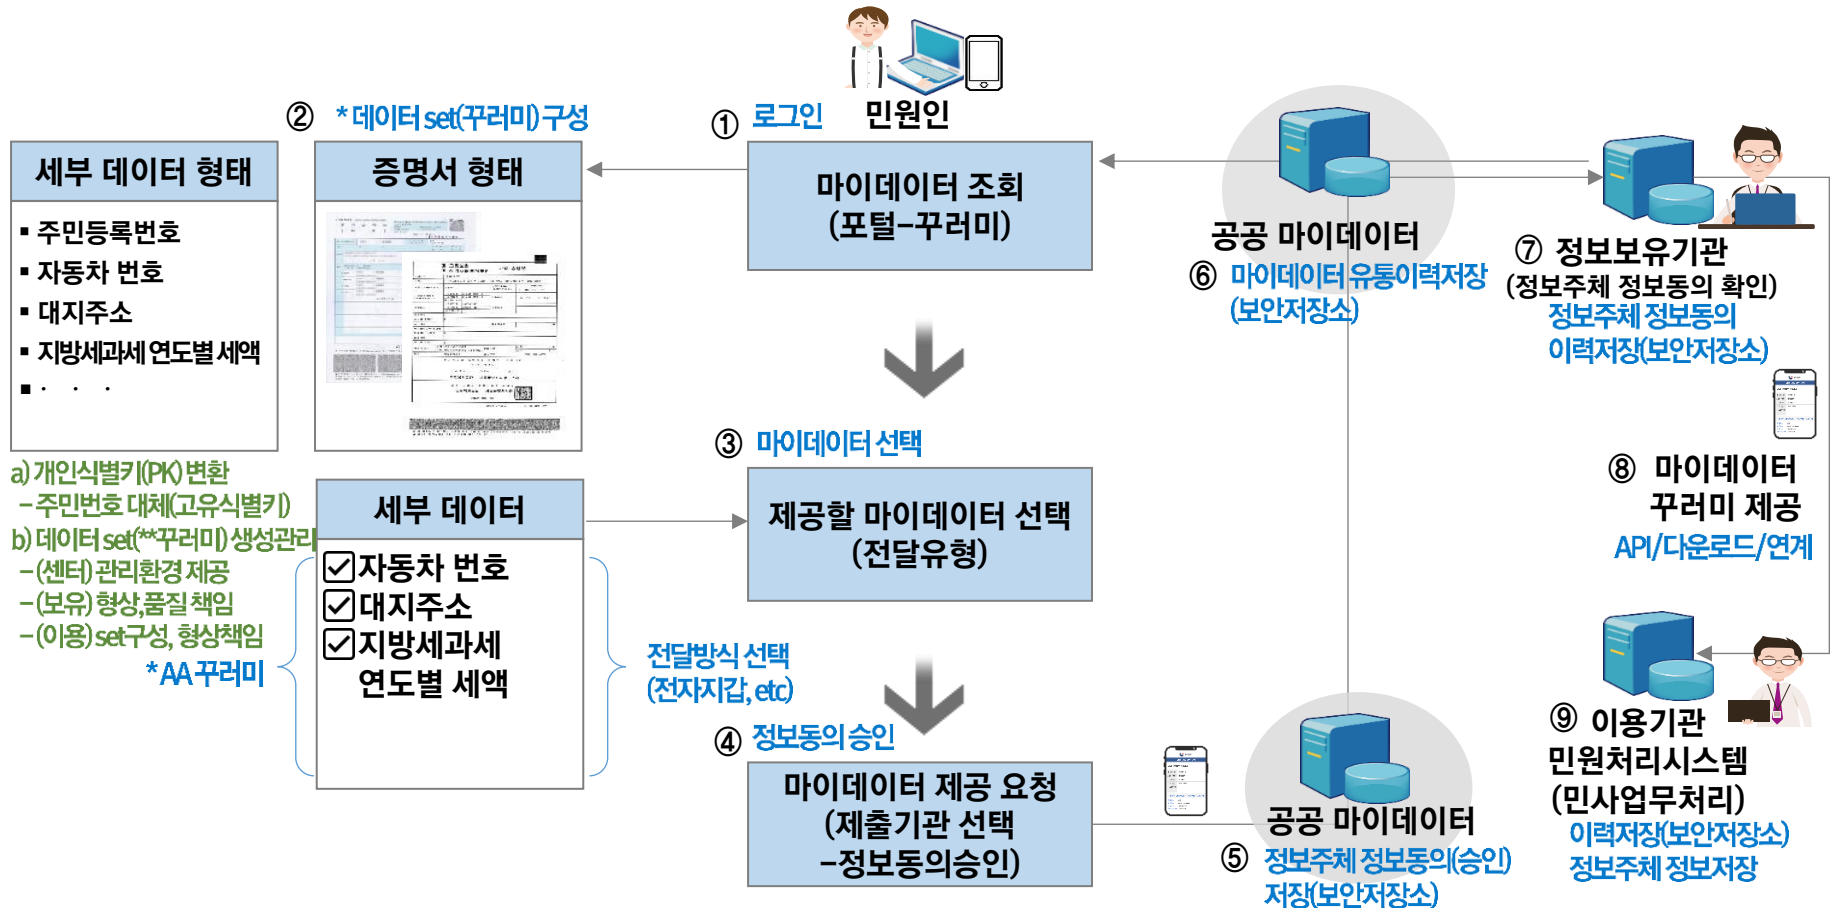 민원인
① 로그인
마이데이터 조회
(포털–꾸러미)
② * 데이터 set(꾸러미) 구성
증명서 형태
세부 데이터 형태
▪ 주민등록번호
▪ 자동차 번호
▪ 대지주소
▪ 지방세과세 연도별 세액
▪ · · ·
a) 개인식별키(PK) 변환
– 주민번호 대체(고유식별키)
b) 데이터 set(**꾸러미) 생성관리
– (센터) 관리환경 제공
– (보유) 형상,품질 책임
– (이용) set구성, 형상책임
* AA 꾸러미
세부 데이터
☑ 자동차 번호
☑ 대지주소
☑ 지방세과세
연도별 세액
전달방식 선택
(전자지갑, etc)
③ 마이데이터 선택
제공할 마이데이터 선택
(전달유형)
④ 정보동의 승인
마이데이터 제공 요청
(제출기관 선택
–정보동의승인)
공공 마이데이터
⑤ 정보주체 정보동의(승인)
저장(보안저장소)
공공 마이데이터
⑥ 마이데이터 유통이력저장
(보안저장소)
⑦ 정보보유기관
(정보주체 정보동의 확인)
정보주체 정보동의
이력저장(보안저장소)
⑧ 마이데이터
꾸러미 제공
API/다운로드/연계
⑨ 이용기관
민원처리시스템
(민사업무처리)
이력저장(보안저장소)
정보주체 정보저장